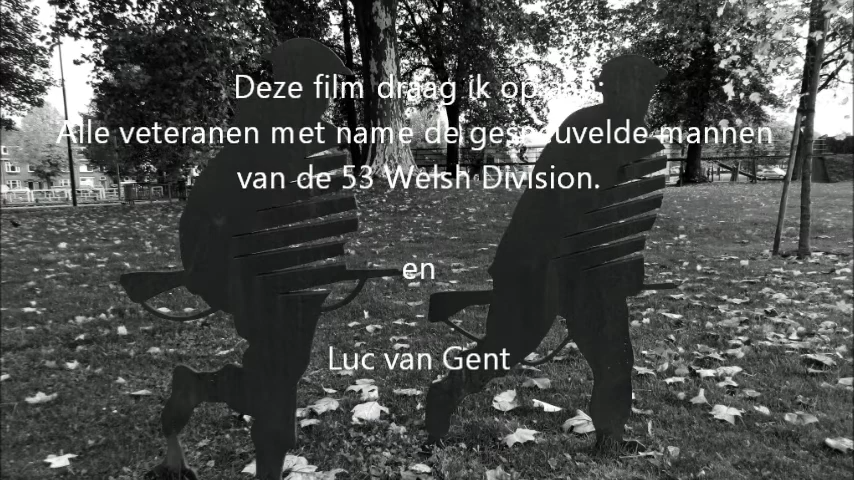 Deze film draag ik op aan:
Alle veteranen met name de gesneuvelde mannen
van de 53 Welsh Division.
en
Luc van Gent